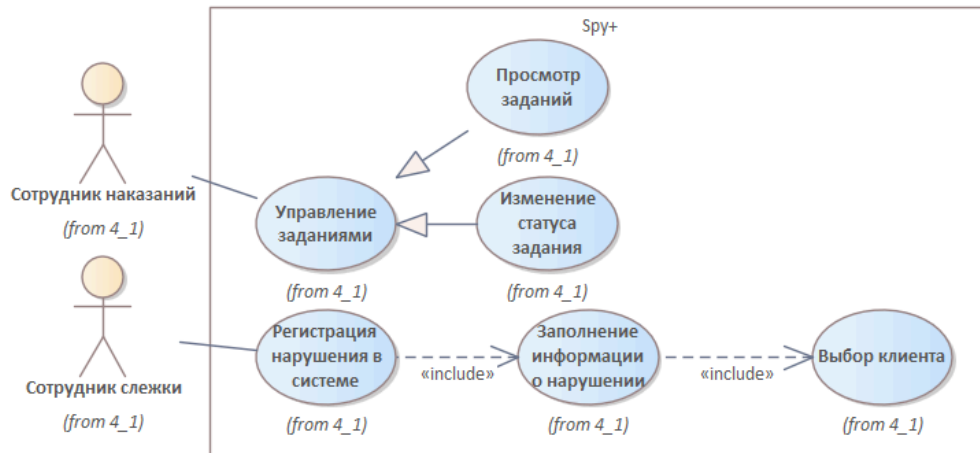 Spy+
Просмотр
заданий
(from 4_1)
Сотрудник наказаний
(from 4_1)
Управление
заданиями
(from 4_1)
Изменение
статуса
задания
(from 4_1)
Сотрудник слежки
(from 4_1)
Регистрация
нарушения в
системе
(from 4_1)
«include»
Заполнение
информации
о нарушении
(from 4_1)
«include»
Выбор клиента
(from 4_1)